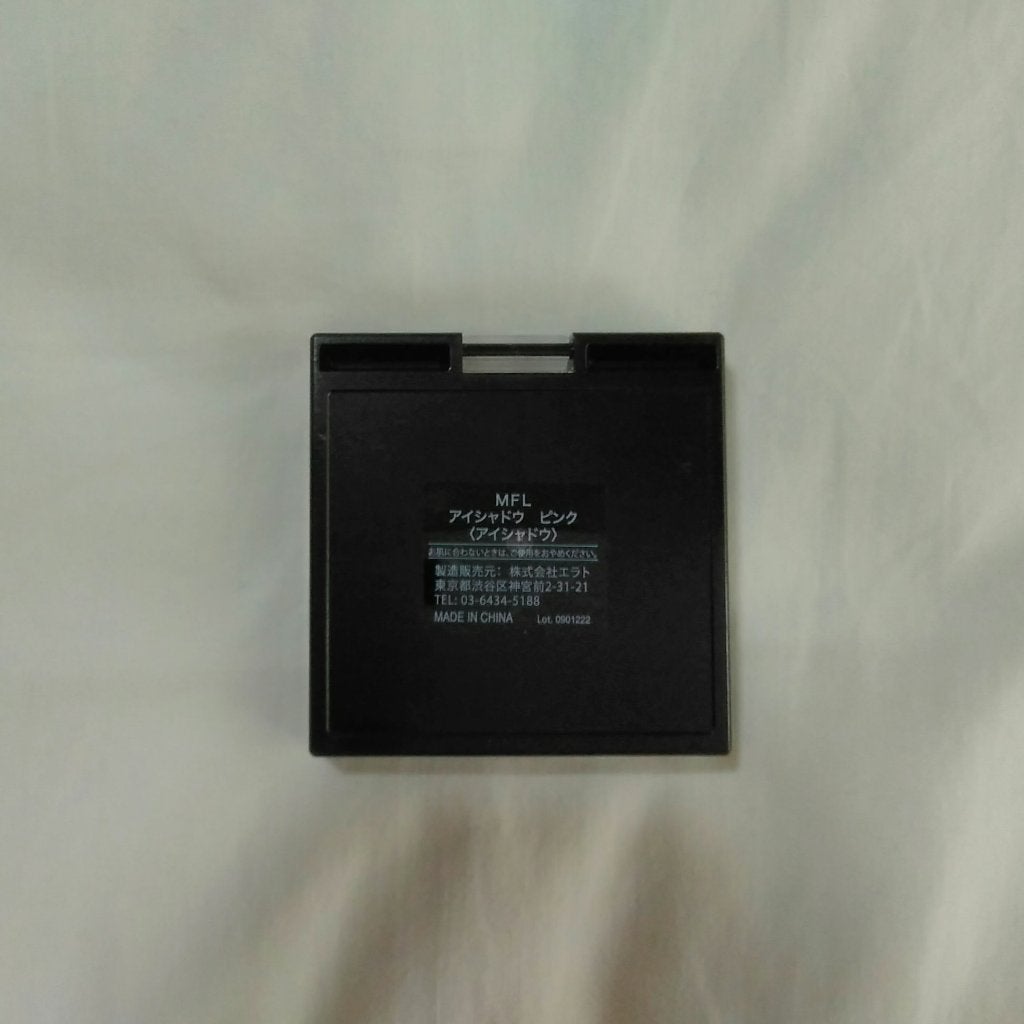 MFL
アイシャドウ ピンク
〈アイシャドウ〉
お肌に合わないときは、ご使用をおやめください。
製造販売元： 株式会社エラト
東京都渋谷区神宮前2-31-21
TEL: 03-6434-5188
MADE IN CHINA Lot. 0901222